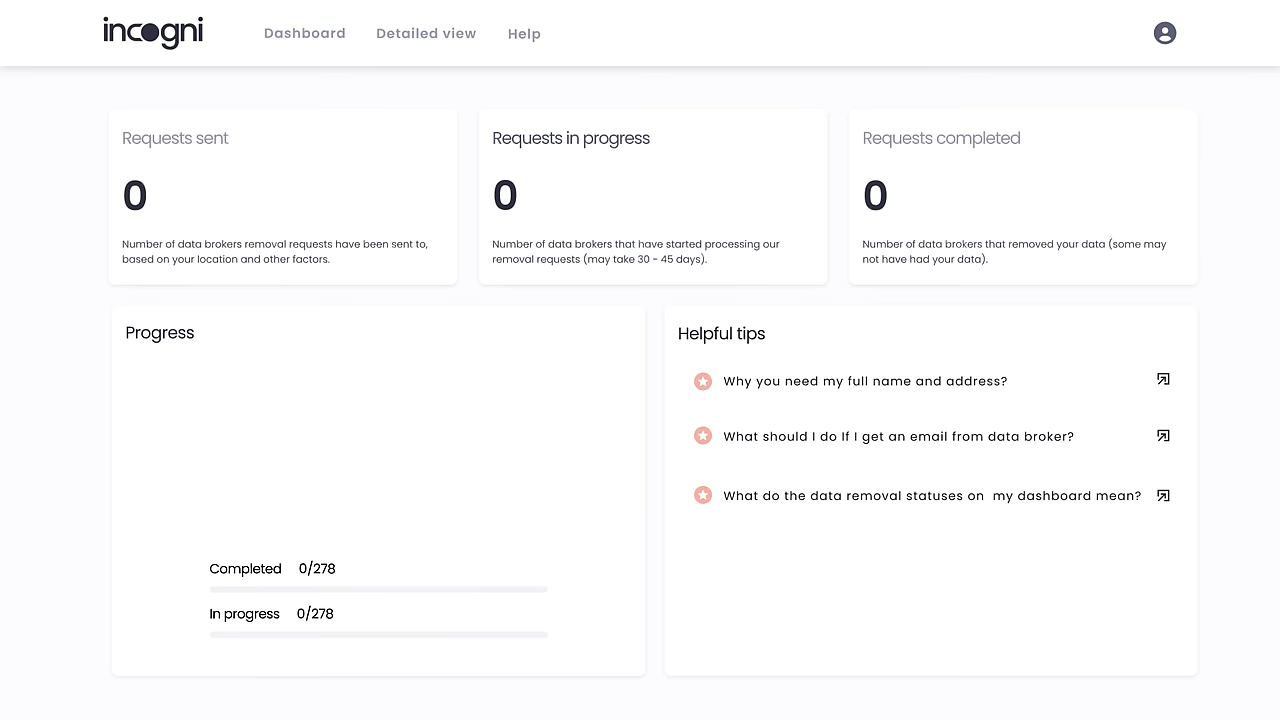 incogni
Dashboard
Detailed view
Help
Requests sent
0
Number of data brokers removal requests have been sent to,
based on your location and other factors.
Requests in progress
0
Number of data brokers that have started processing our
removal requests (may take 30 - 45 days).
Requests completed
0
Number of data brokers that removed your data (some may
not have had your data).
Progress
Completed 0/278
In progress 0/278
Helpful tips
Why you need my full name and address?
What should I do If I get an email from data broker?
What do the data removal statuses on  my dashboard mean?